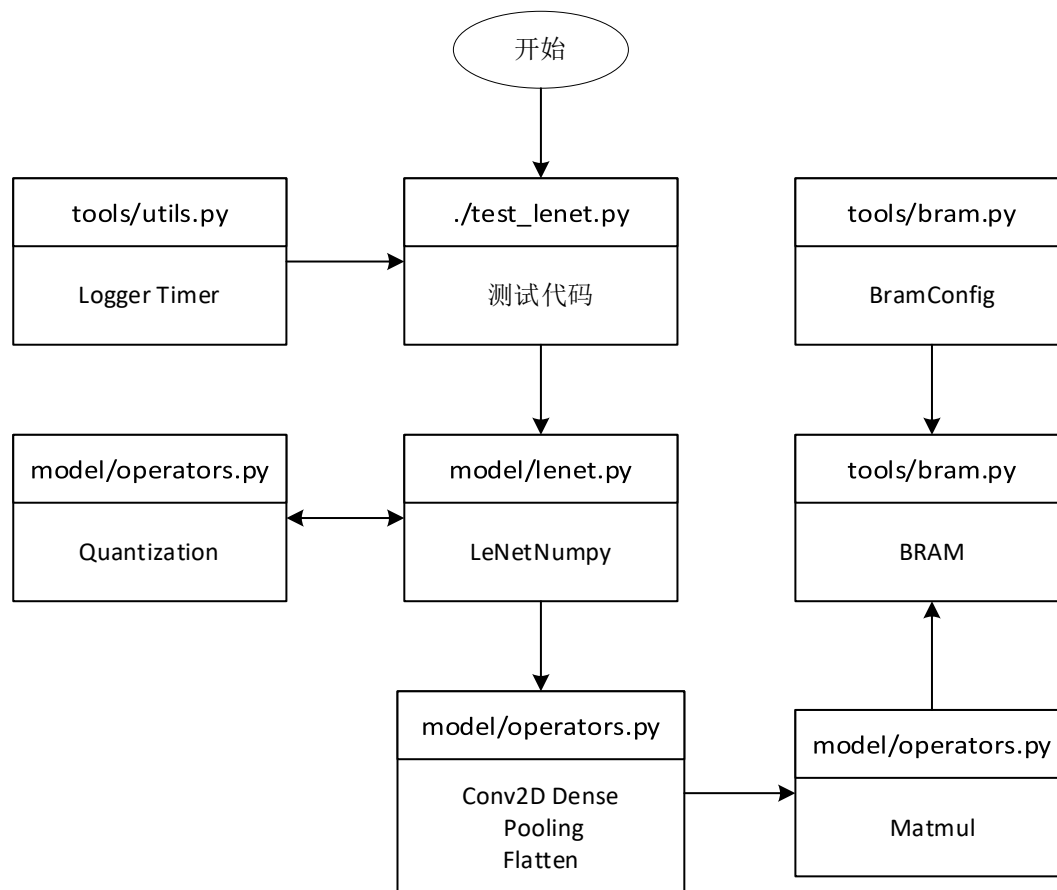 开始
tools/utils.py
./test_lenet.py
tools/bram.py
Logger Timer
测试代码
BramConfig
model/operators.py
model/lenet.py
tools/bram.py
Quantization
LeNetNumpy
BRAM
model/operators.py
model/operators.py
Conv2D Dense
Pooling
Flatten
Matmul